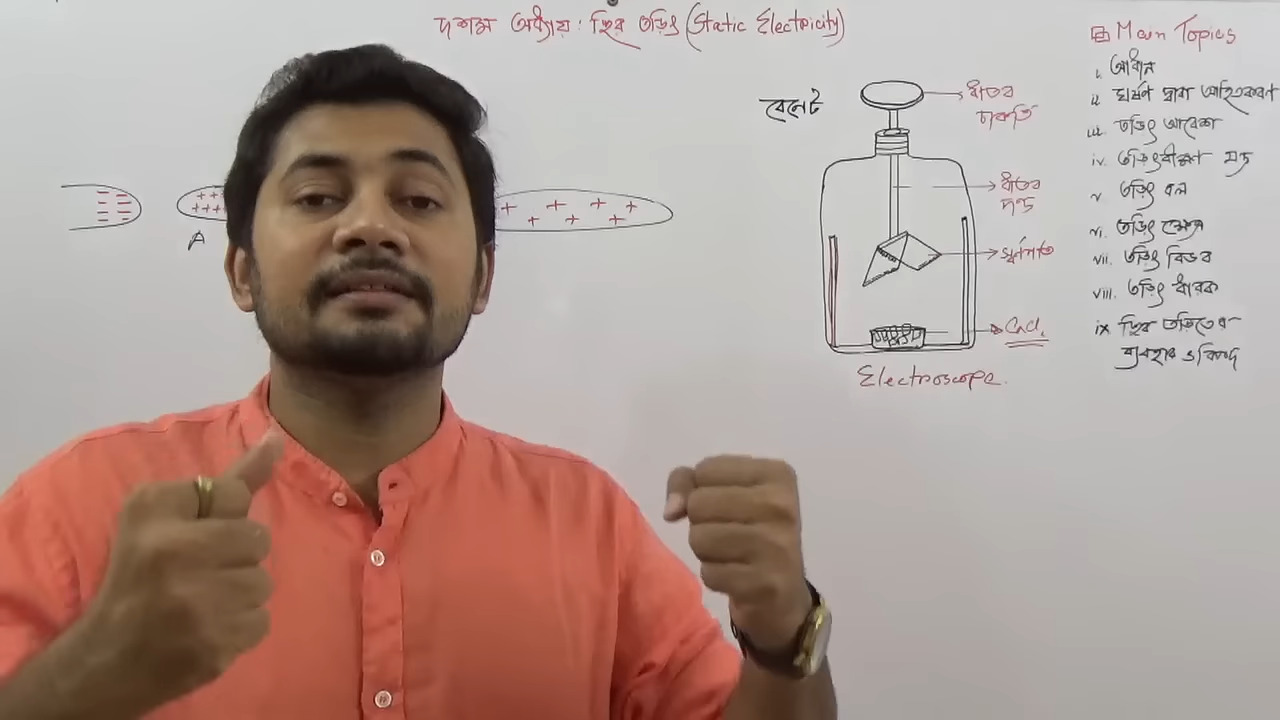 দশম অধ্যায় : স্থির তড়িৎ (Static Electricity)
Main Topics
i. আধান
ii. ঘর্ষণ দ্বারা আহিতকরণ
iii. তড়িৎ আবেশ
iv. তড়িৎবীক্ষণ যন্ত্র
v. তড়িৎ বল
vi. তড়িৎ ক্ষেত্র
vii. তড়িৎ বিভব
viii. তড়িৎ ধারক
ix স্থির তড়িতের
ব্যবহার ও বিপদ
বেনেট
ধাতব
চাকতি
ধাতব
দন্ড
স্বর্ণপাত
Electroscope.
A